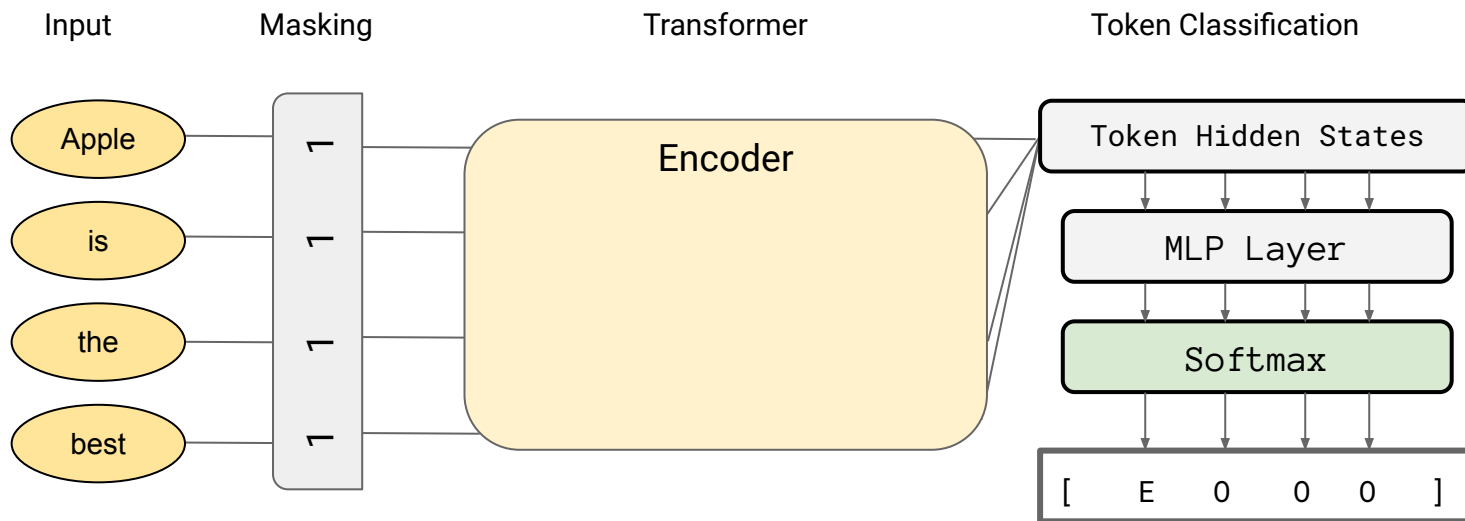 Input Masking Transformer Token Classification
Apple
is
the
best
1
1
1
1
Encoder
Token Hidden States
MLP Layer
Softmax
[ E O O O ]